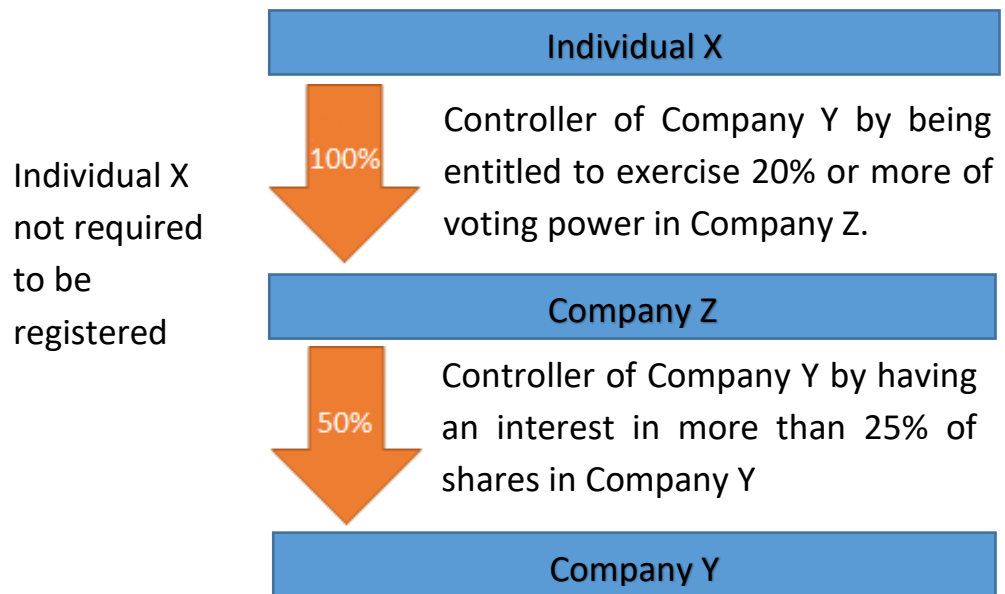 Individual X
100%
Controller of Company Y by being
entitled to exercise 20% or more of
voting power in Company Z.
Individual X
not required
to be
registered
Company Z
50%
Controller of Company Y by having
an interest in more than 25% of
shares in Company Y
Company Y